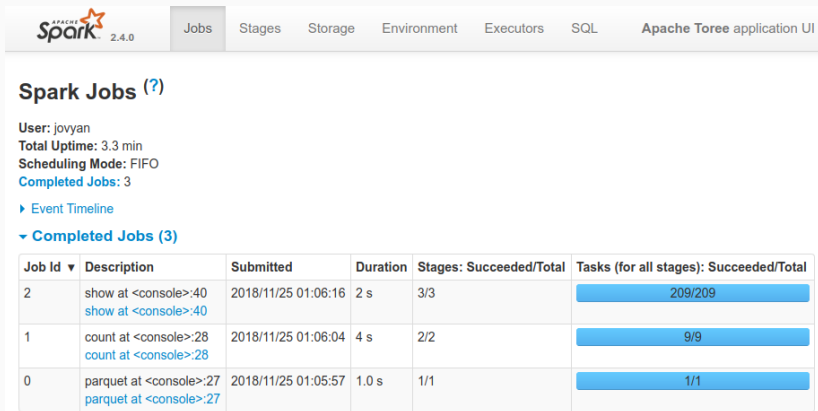 APACHE
Spark 2.4.0 Jobs Stages Storage Environment Executors SQL Apache Toree application UI
Spark Jobs (?)
User: jovyan
Total Uptime: 3.3 min
Scheduling Mode: FIFO
Completed Jobs: 3
Event Timeline
Completed Jobs (3)
Job Id ▼ Description Submitted Duration Stages: Succeeded/Total Tasks (for all stages): Succeeded/Total
2 show at <console>:40 2018/11/25 01:06:16 2 s 3/3 209/209
show at <console>:40
1 count at <console>:28 2018/11/25 01:06:04 4 s 2/2 9/9
count at <console>:28
0 parquet at <console>:27 2018/11/25 01:05:57 1.0 s 1/1 1/1
parquet at <console>:27